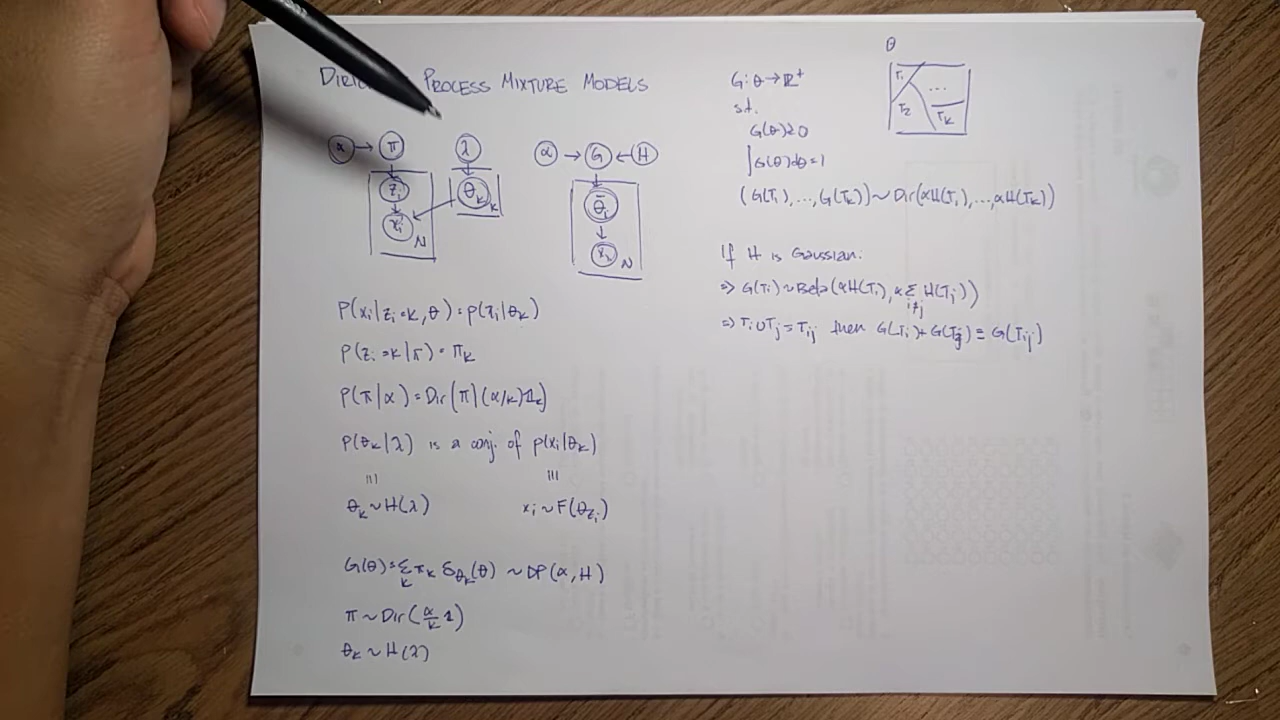 PROCESS MIXTURE MODELS
α → π λ α → G ← H
z_i θ_k K θ̄_i
x_i N x_i N
P(x_i|z_i=k, θ) = p(x_i|θ_k)
P(z_i=k|π) = π_k
P(π|α) = Dir(π|(α/K)1_K)
P(θ_k|λ) is a conj. of p(x_i|θ_k)
≡ ≡
θ_k ~ H(λ) x_i ~ F(θ_{z_i})
G(θ) = Σ_k π_k δ_{θ_k}(θ) ~ DP(α, H)
π ~ Dir(α/K 1)
θ_k ~ H(λ)
G: θ → ℝ⁺
s.t.
G(θ) ≥ 0
∫G(θ)dθ = 1
(G(T_1), ..., G(T_K)) ~ Dir(αH(T_1), ..., αH(T_K))
θ
T_1 ...
T_2 T_K
If H is Gaussian:
⇒ G(T_i) ~ Beta(αH(T_i), α Σ_{i≠j} H(T_j))
⇒ T_i ∪ T_j = T_ij then G(T_i) + G(T_j) = G(T_ij)